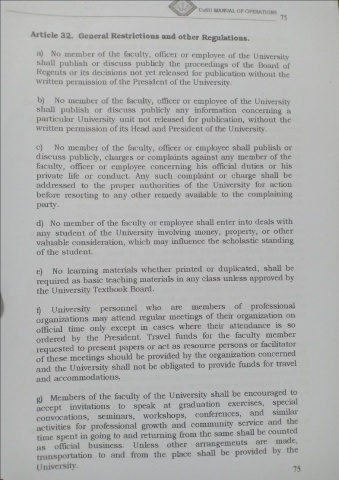 CatSU MANUAL OF OPERATIONS
75
Article 32. General Restrictions and other Regulations.
a) No member of the faculty, officer or employee of the University
shall publish or discuss publicly the proceedings of the Board of
Regents or its decisions not yet released for publication without the
written permission of the President of the University.
b) No member of the faculty, officer or employee of the University
shall publish or discuss publicly any information concerning a
particular University unit not released for publication, without the
written permission of its Head and President of the University.
c) No member of the faculty, officer or employee shall publish or
discuss publicly, charges or complaints against any member of the
faculty, officer or employee concerning his official duties or his
private life or conduct. Any such complaint or charge shall be
addressed to the proper authorities of the University for action
before resorting to any other remedy available to the complaining
party.
d) No member of the faculty or employee shall enter into deals with
any student of the University involving money, property, or other
valuable consideration, which may influence the scholastic standing
of the student.
e) No learning materials whether printed or duplicated, shall be
required as basic teaching materials in any class unless approved by
the University Textbook Board.
f) University personnel who are members of professional
organizations may attend regular meetings of their organization on
official time only except in cases where their attendance is so
ordered by the President. Travel funds for the faculty member
requested to present papers or act as resource persons or facilitator
of these meetings should be provided by the organization concerned
and the University shall not be obligated to provide funds for travel
and accommodations.
g) Members of the faculty of the University shall be encouraged to
accept invitations to speak at graduation exercises, special
convocations, seminars, workshops, conferences, and similar
activities for professional growth and community service and the
time spent in going to and returning from the same shall be counted
as official business. Unless other arrangements are made,
transportation to and from the place shall be provided by the
University.
75